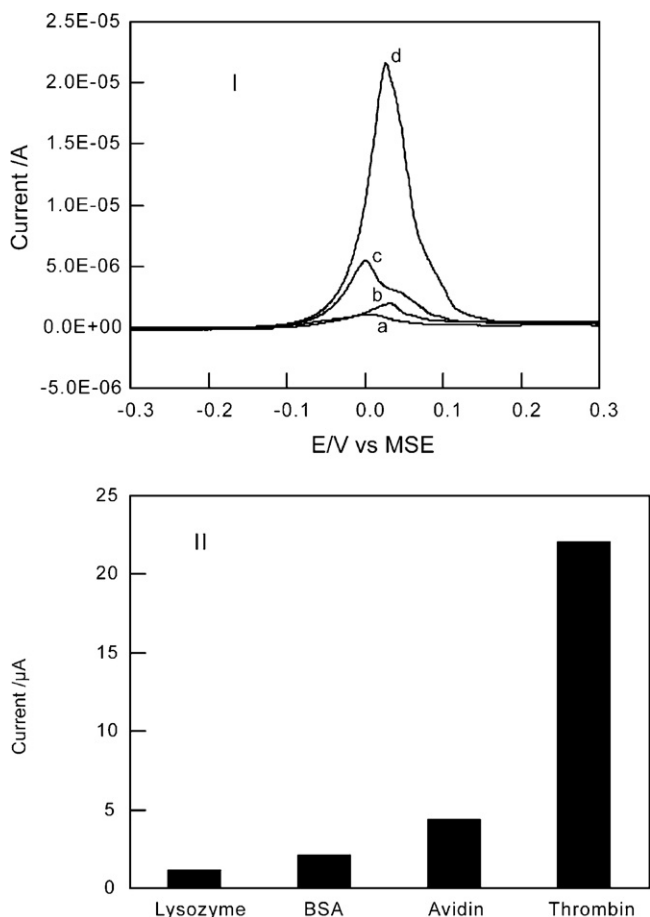 2.5E-05
2.0E-05
1.5E-05
1.0E-05
5.0E-06
0.0E+00
-5.0E-06
Current /A
I
d
c
b
a
-0.3 -0.2 -0.1 0.0 0.1 0.2 0.3
E/V vs MSE
25
20
15
10
5
0
Current /µA
II
Lysozyme BSA Avidin Thrombin